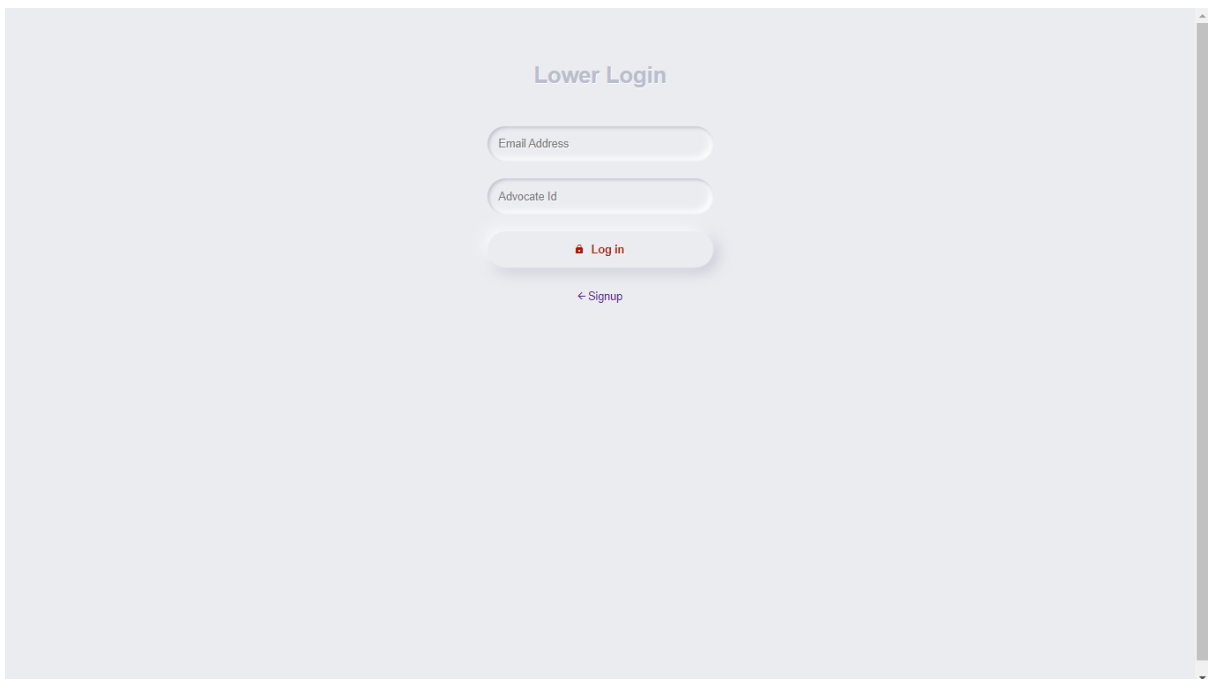 Lower Login
Email Address
Advocate Id
Log in
← Signup